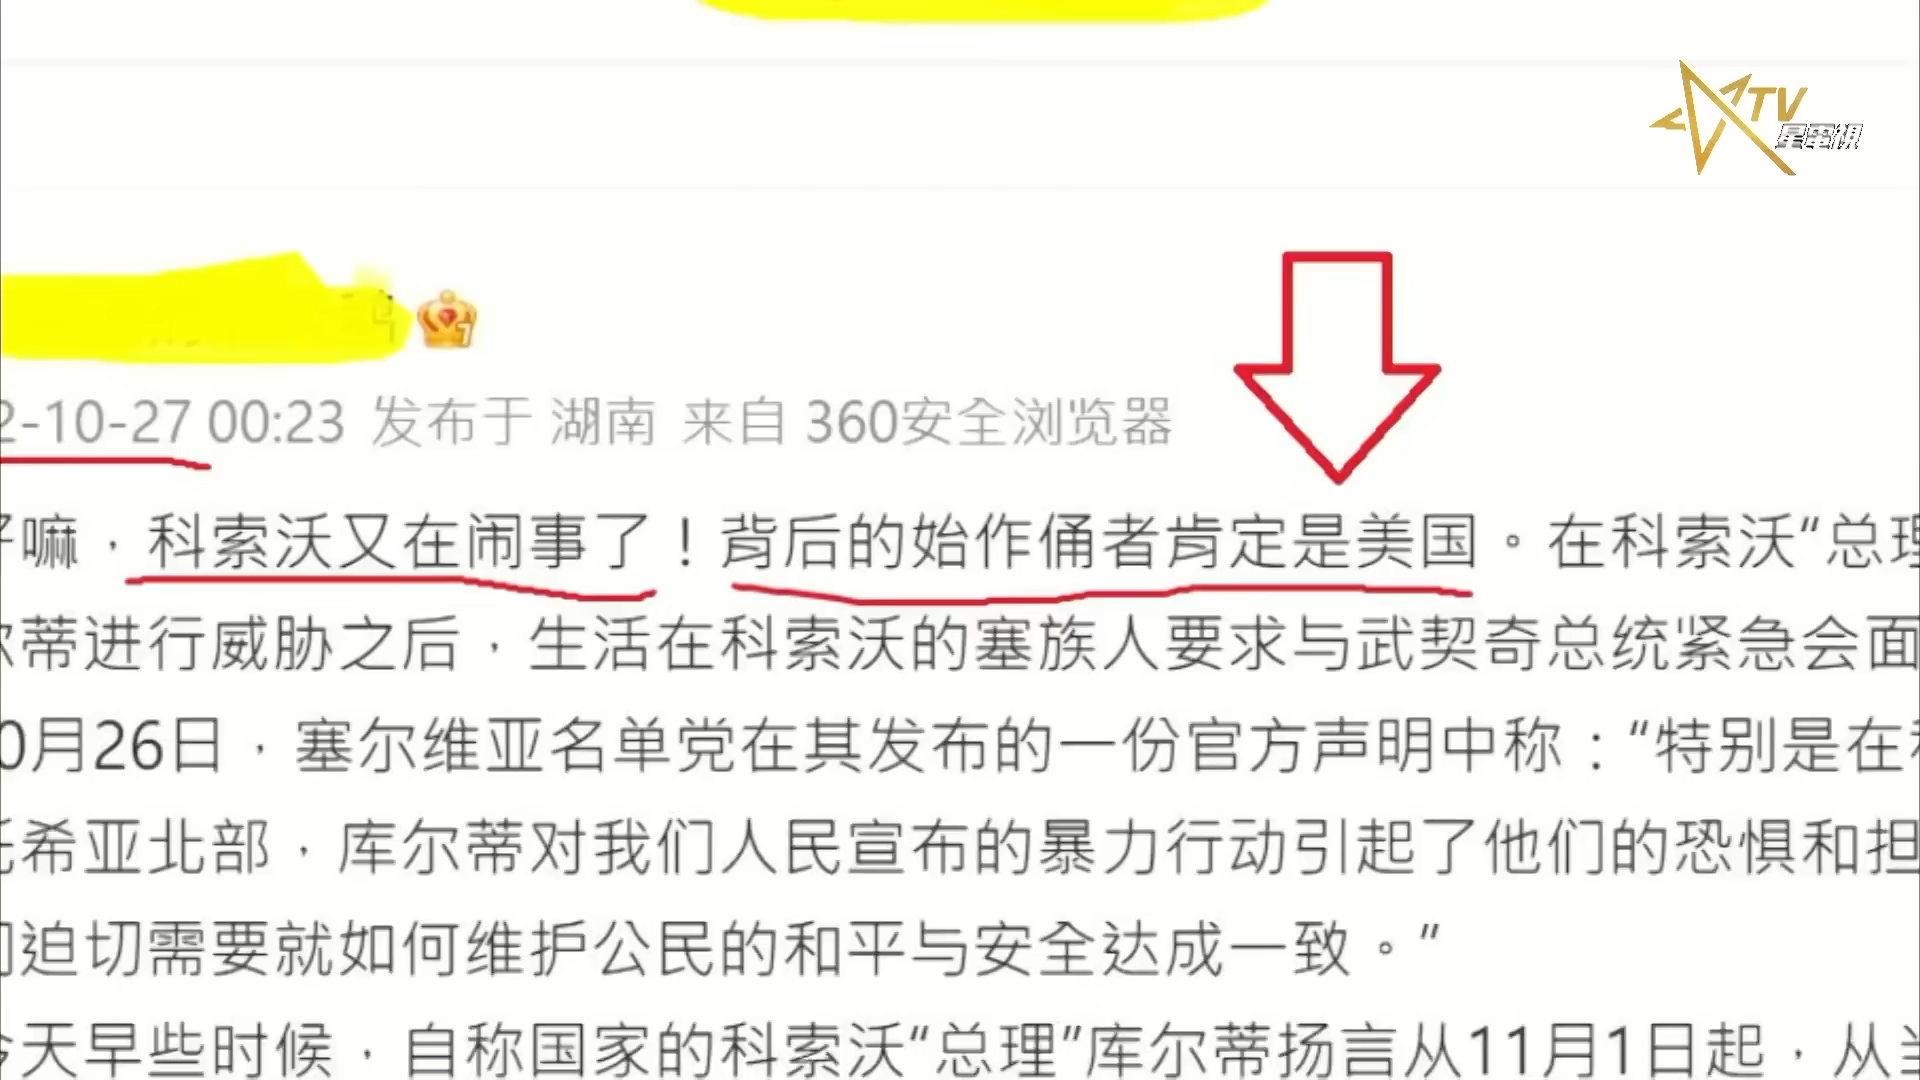 TV
星電視
2-10-27 00:23 发布于 湖南 来自 360安全浏览器
嘛，科索沃又在闹事了！背后的始作俑者肯定是美国。在科索沃“总理
尔蒂进行威胁之后，生活在科索沃的塞族人要求与武契奇总统紧急会面
0月26日，塞尔维亚名单党在其发布的一份官方声明中称：“特别是在
托希亚北部，库尔蒂对我们人民宣布的暴力行动引起了他们的恐惧和担
迫切需要就如何维护公民的和平与安全达成一致。”
今天早些时候，自称国家的科索沃“总理”库尔蒂扬言从11月1日起，从